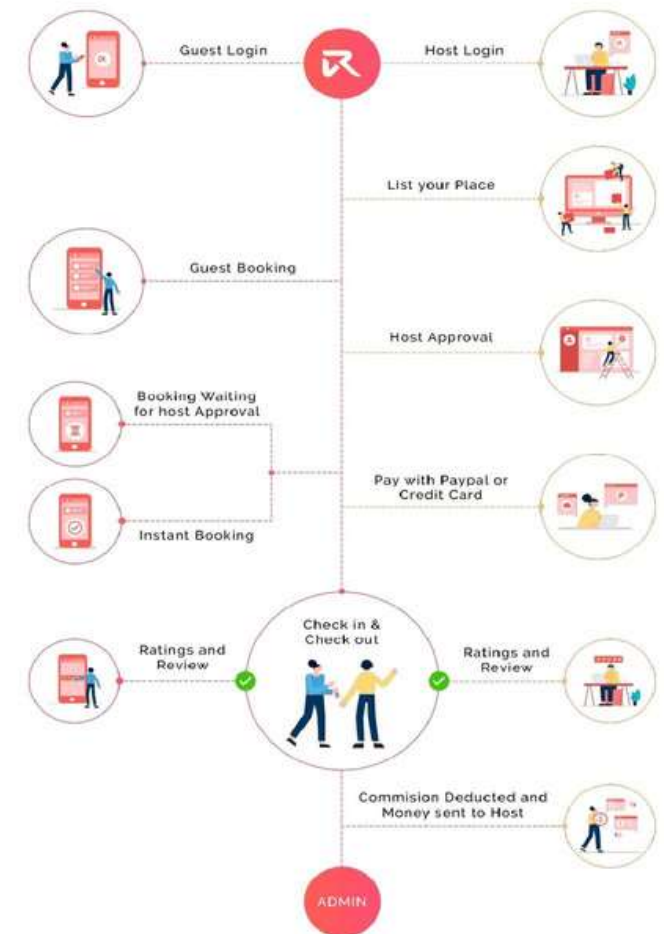 Guest Login
Host Login
List your Place
Guest Booking
Host Approval
Booking Waiting
for host Approval
Pay with Paypal or
Credit Card
Instant Booking
Check in &
Check out
Ratings and
Review
Ratings and
Review
Commision Deducted and
Money sent to Host
ADMIN